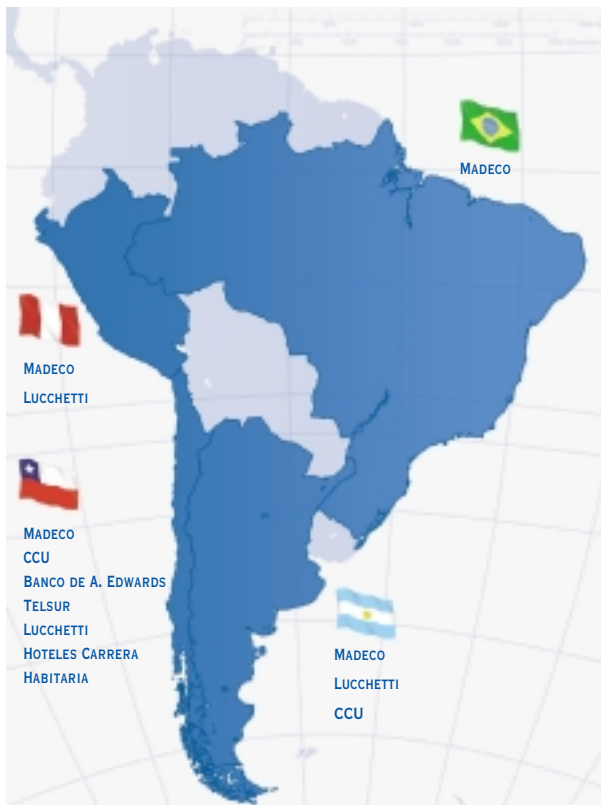 MADECO
MADECO
LUCCHETTI
MADECO
CCU
BANCO DE A. EDWARDS
TELSUR
LUCCHETTI
HOTELES CARRERA
HABITARIA
MADECO
LUCCHETTI
CCU